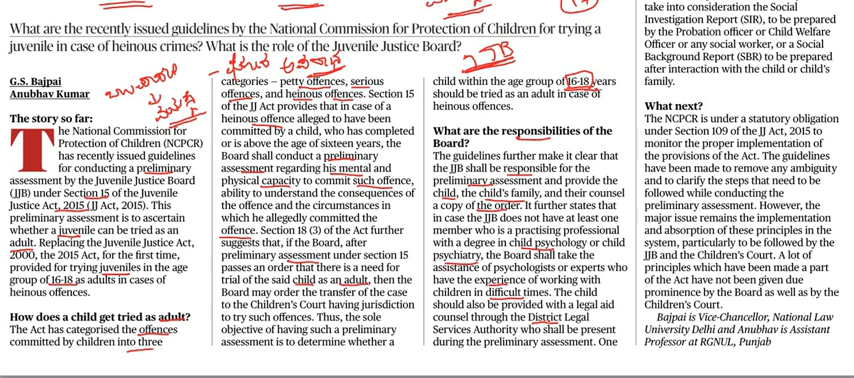 What are the recently issued guidelines by the National Commission for Protection of Children for trying a
juvenile in case of heinous crimes? What is the role of the Juvenile Justice Board?
JJB
G.S. Bajpai
Anubhav Kumar
The story so far:
The National Commission for
Protection of Children (NCPCR)
has recently issued guidelines
for conducting a preliminary
assessment by the Juvenile Justice Board
(JJB) under Section 15 of the Juvenile
Justice Act, 2015 (JJ Act, 2015). This
preliminary assessment is to ascertain
whether a juvenile can be tried as an
adult. Replacing the Juvenile Justice Act,
2000, the 2015 Act, for the first time,
provided for trying juveniles in the age
group of 16-18 as adults in cases of
heinous offences.
How does a child get tried as adult?
The Act has categorised the offences
committed by children into three
categories – petty offences, serious
offences, and heinous offences. Section 15
of the JJ Act provides that in case of a
heinous offence alleged to have been
committed by a child, who has completed
or is above the age of sixteen years, the
Board shall conduct a preliminary
assessment regarding his mental and
physical capacity to commit such offence,
ability to understand the consequences of
the offence and the circumstances in
which he allegedly committed the
offence. Section 18 (3) of the Act further
suggests that, if the Board, after
preliminary assessment under section 15
passes an order that there is a need for
trial of the said child as an adult, then the
Board may order the transfer of the case
to the Children's Court having jurisdiction
to try such offences. Thus, the sole
objective of having such a preliminary
assessment is to determine whether a
child within the age group of 16-18 years
should be tried as an adult in case of
heinous offences.
What are the responsibilities of the
Board?
The guidelines further make it clear that
the JJB shall be responsible for the
preliminary assessment and provide the
child, the child's family, and their counsel
a copy of the order. It further states that
in case the JJB does not have at least one
member who is a practising professional
with a degree in child psychology or child
psychiatry, the Board shall take the
assistance of psychologists or experts who
have the experience of working with
children in difficult times. The child
should also be provided with a legal aid
counsel through the District Legal
Services Authority who shall be present
during the preliminary assessment. One
take into consideration the Social
Investigation Report (SIR), to be prepared
by the Probation officer or Child Welfare
Officer or any social worker, or a Social
Background Report (SBR) to be prepared
after interaction with the child or child's
family.
What next?
The NCPCR is under a statutory obligation
under Section 109 of the JJ Act, 2015 to
monitor the proper implementation of
the provisions of the Act. The guidelines
have been made to remove any ambiguity
and to clarify the steps that need to be
followed while conducting the
preliminary assessment. However, the
major issue remains the implementation
and absorption of these principles in the
system, particularly to be followed by the
JJB and the Children's Court. A lot of
principles which have been made a part
of the Act have not been given due
prominence by the Board as well as by the
Children's Court.
Bajpai is Vice-Chancellor, National Law
University Delhi and Anubhav is Assistant
Professor at RGNUL, Punjab